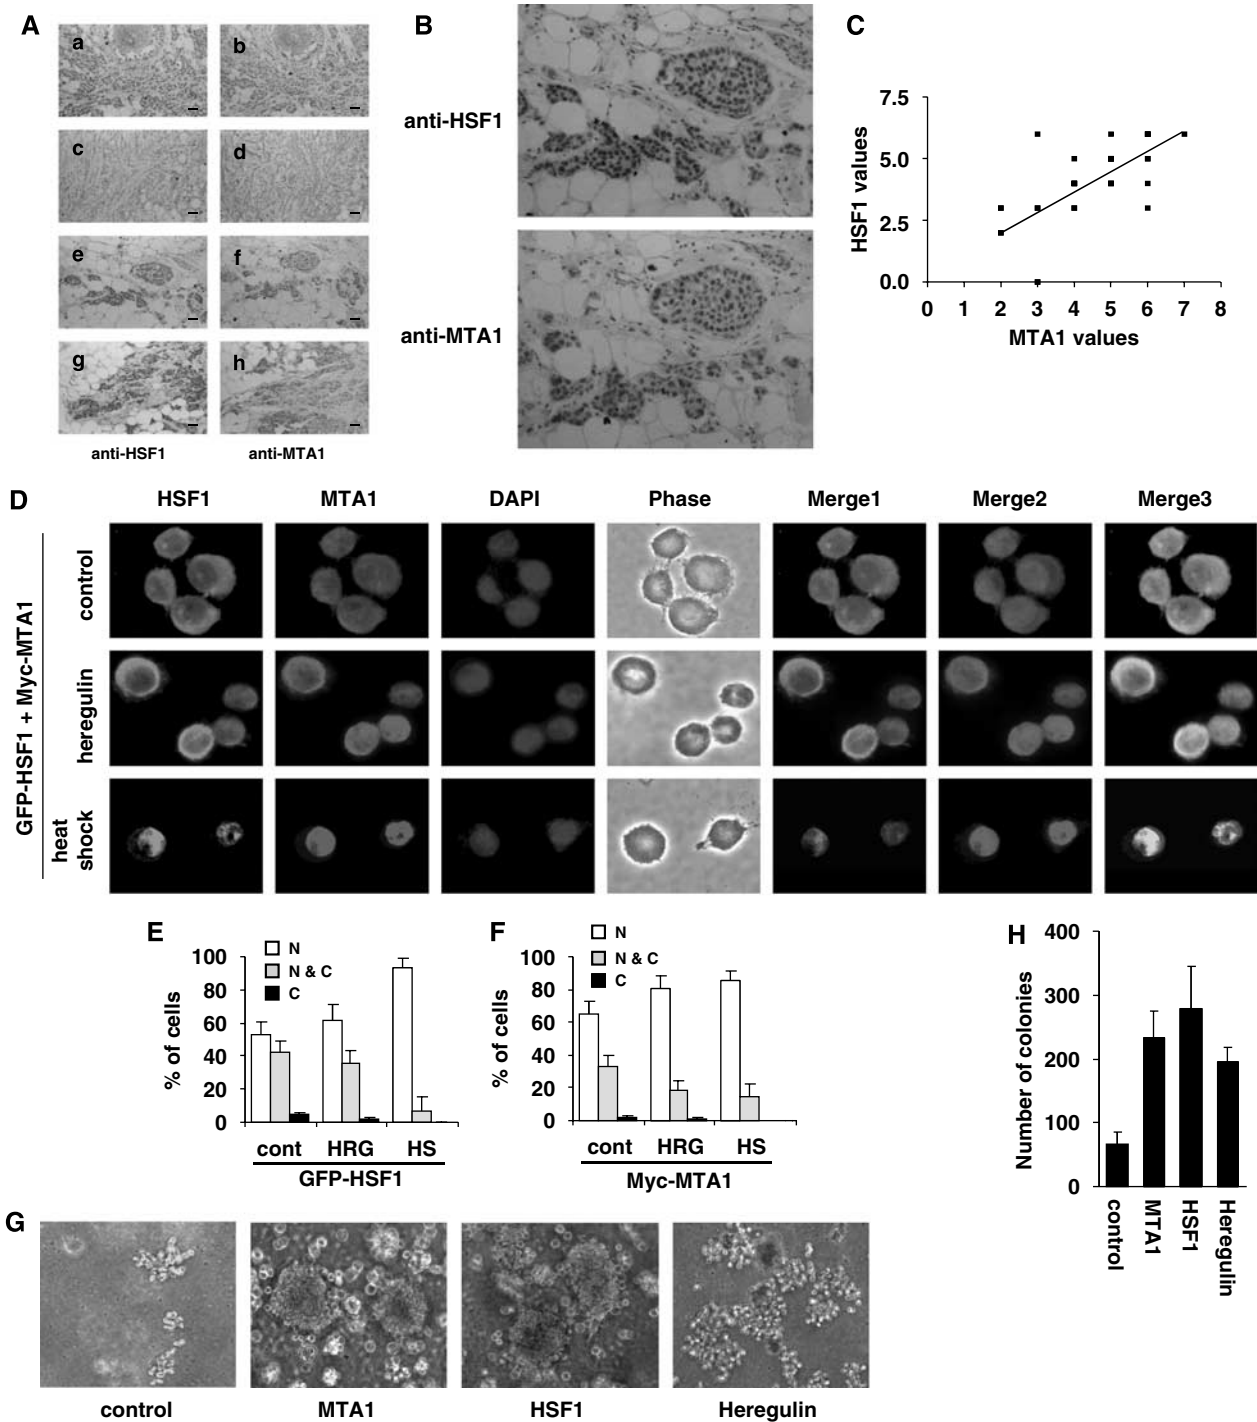 A
a
b
c
d
e
f
g
h
anti-HSF1
anti-MTA1
B
anti-HSF1
anti-MTA1
C
7.5
5.0
2.5
0.0
HSF1 values
0 1 2 3 4 5 6 7 8
MTA1 values
D
HSF1 MTA1 DAPI Phase Merge1 Merge2 Merge3
GFP-HSF1 + Myc-MTA1
control
heregulin
heat
shock
E
N
N & C
C
100
80
60
40
20
0
% of cells
cont HRG HS
GFP-HSF1
F
N
N & C
C
100
80
60
40
20
0
% of cells
cont HRG HS
Myc-MTA1
H
400
300
200
100
0
Number of colonies
control
MTA1
HSF1
Heregulin
G
control
MTA1
HSF1
Heregulin